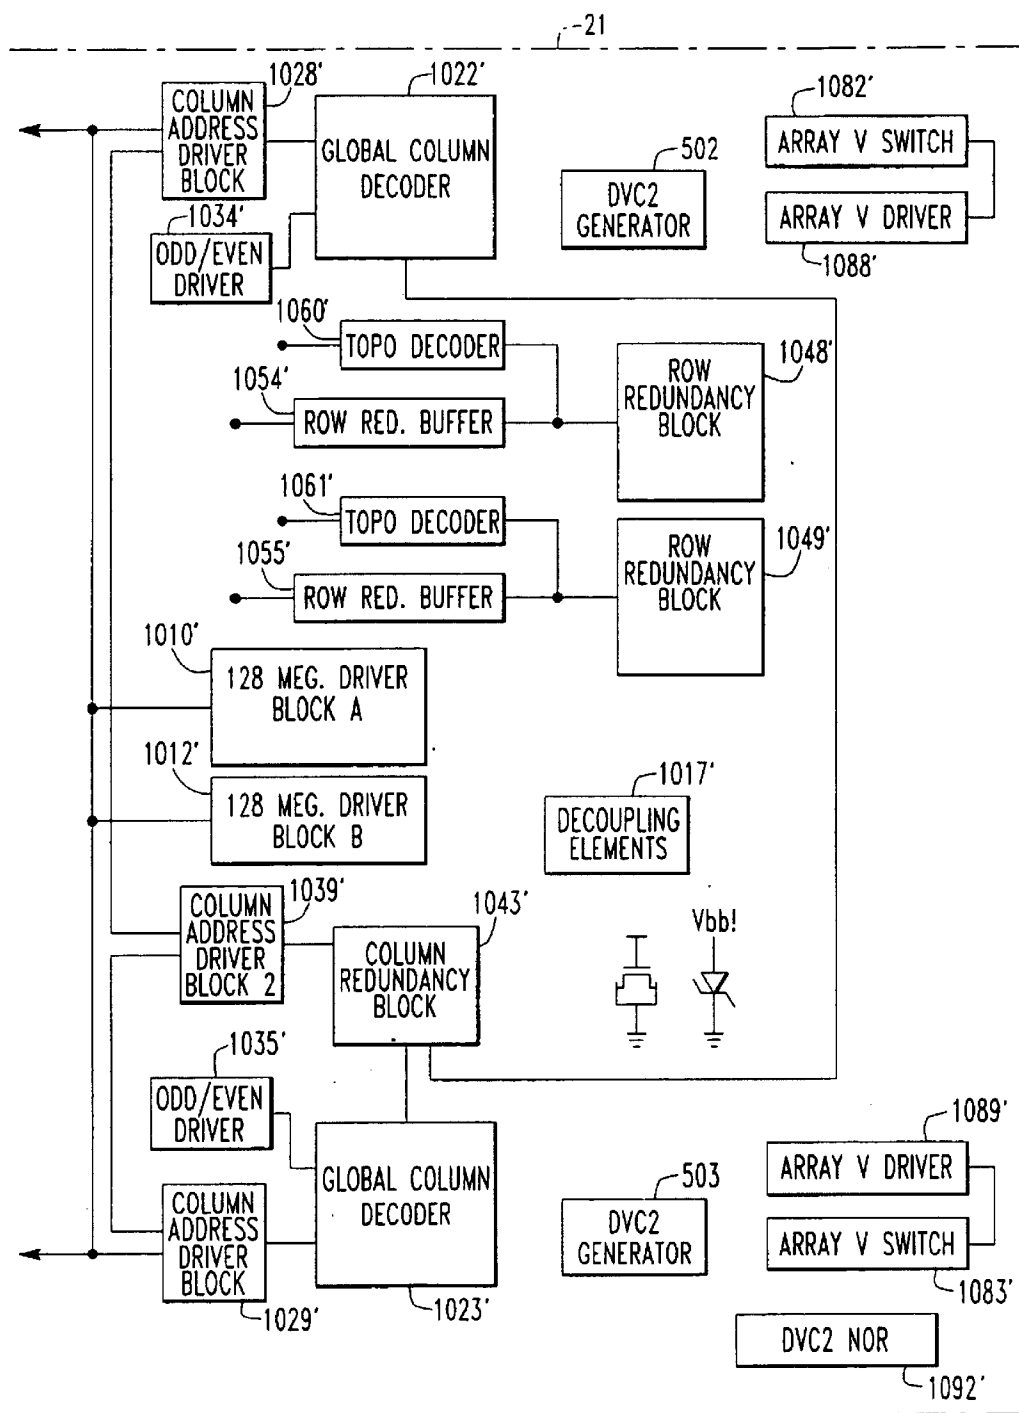 21
1028'
COLUMN
ADDRESS
DRIVER
BLOCK
1022'
GLOBAL COLUMN
DECODER
502
DVC2
GENERATOR
1082'
ARRAY V SWITCH
ARRAY V DRIVER
1088'
1034'
ODD/EVEN
DRIVER
1060'
TOPO DECODER
1054'
ROW RED. BUFFER
1048'
ROW
REDUNDANCY
BLOCK
1061'
TOPO DECODER
1055'
ROW RED. BUFFER
1049'
ROW
REDUNDANCY
BLOCK
1010'
128 MEG. DRIVER
BLOCK A
1012'
128 MEG. DRIVER
BLOCK B
1017'
DECOUPLING
ELEMENTS
1039'
COLUMN
ADDRESS
DRIVER
BLOCK 2
1043'
COLUMN
REDUNDANCY
BLOCK
Vbb!
1035'
ODD/EVEN
DRIVER
GLOBAL COLUMN
DECODER
1023'
COLUMN
ADDRESS
DRIVER
BLOCK
1029'
503
DVC2
GENERATOR
1089'
ARRAY V DRIVER
ARRAY V SWITCH
1083'
DVC2 NOR
1092'